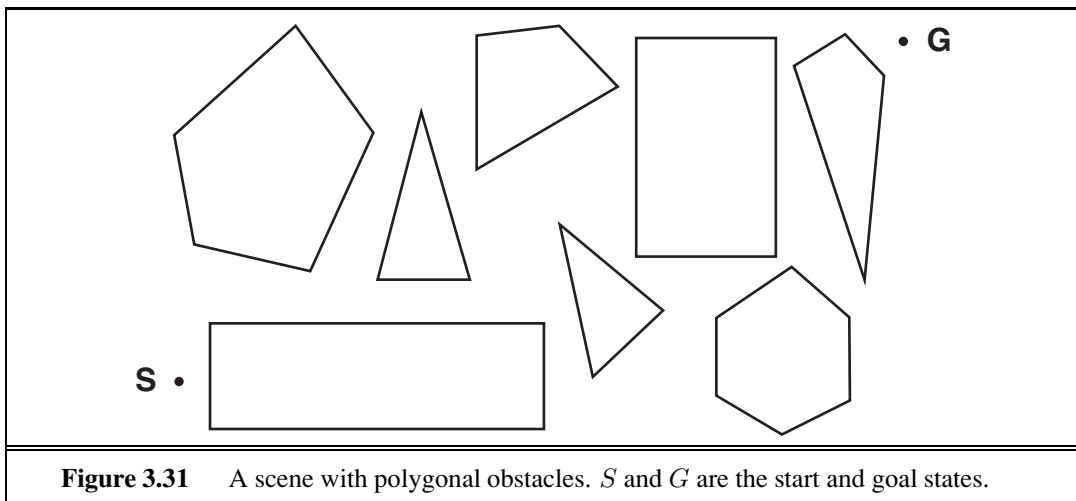 G
S
Figure 3.31 A scene with polygonal obstacles. S and G are the start and goal states.